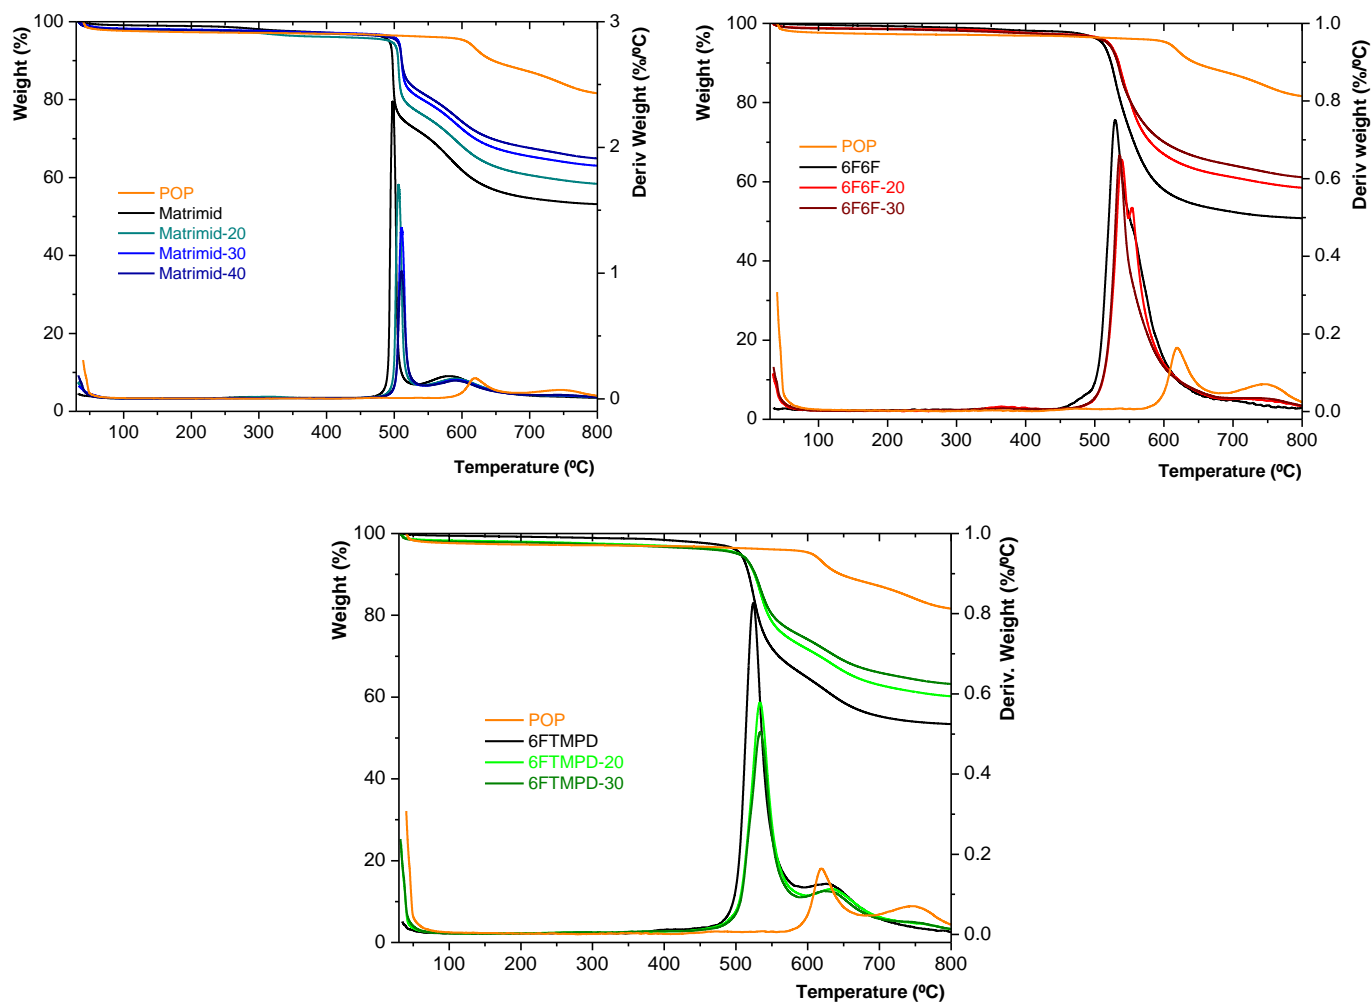 Weight (%)
100
80
60
40
20
0
POP
Matrimid
Matrimid-20
Matrimid-30
Matrimid-40
3
2
1
0
Deriv Weight (%/ºC)
100 200 300 400 500 600 700 800
Temperature (ºC)
Weight (%)
100
80
60
40
20
0
POP
6F6F
6F6F-20
6F6F-30
1.0
0.8
0.6
0.4
0.2
0.0
Deriv weight (%/ºC)
100 200 300 400 500 600 700 800
Temperature (ºC)
Weight (%)
100
80
60
40
20
0
POP
6FTMPD
6FTMPD-20
6FTMPD-30
1.0
0.8
0.6
0.4
0.2
0.0
Deriv. Weight (%/ºC)
100 200 300 400 500 600 700 800
Temperature (ºC)